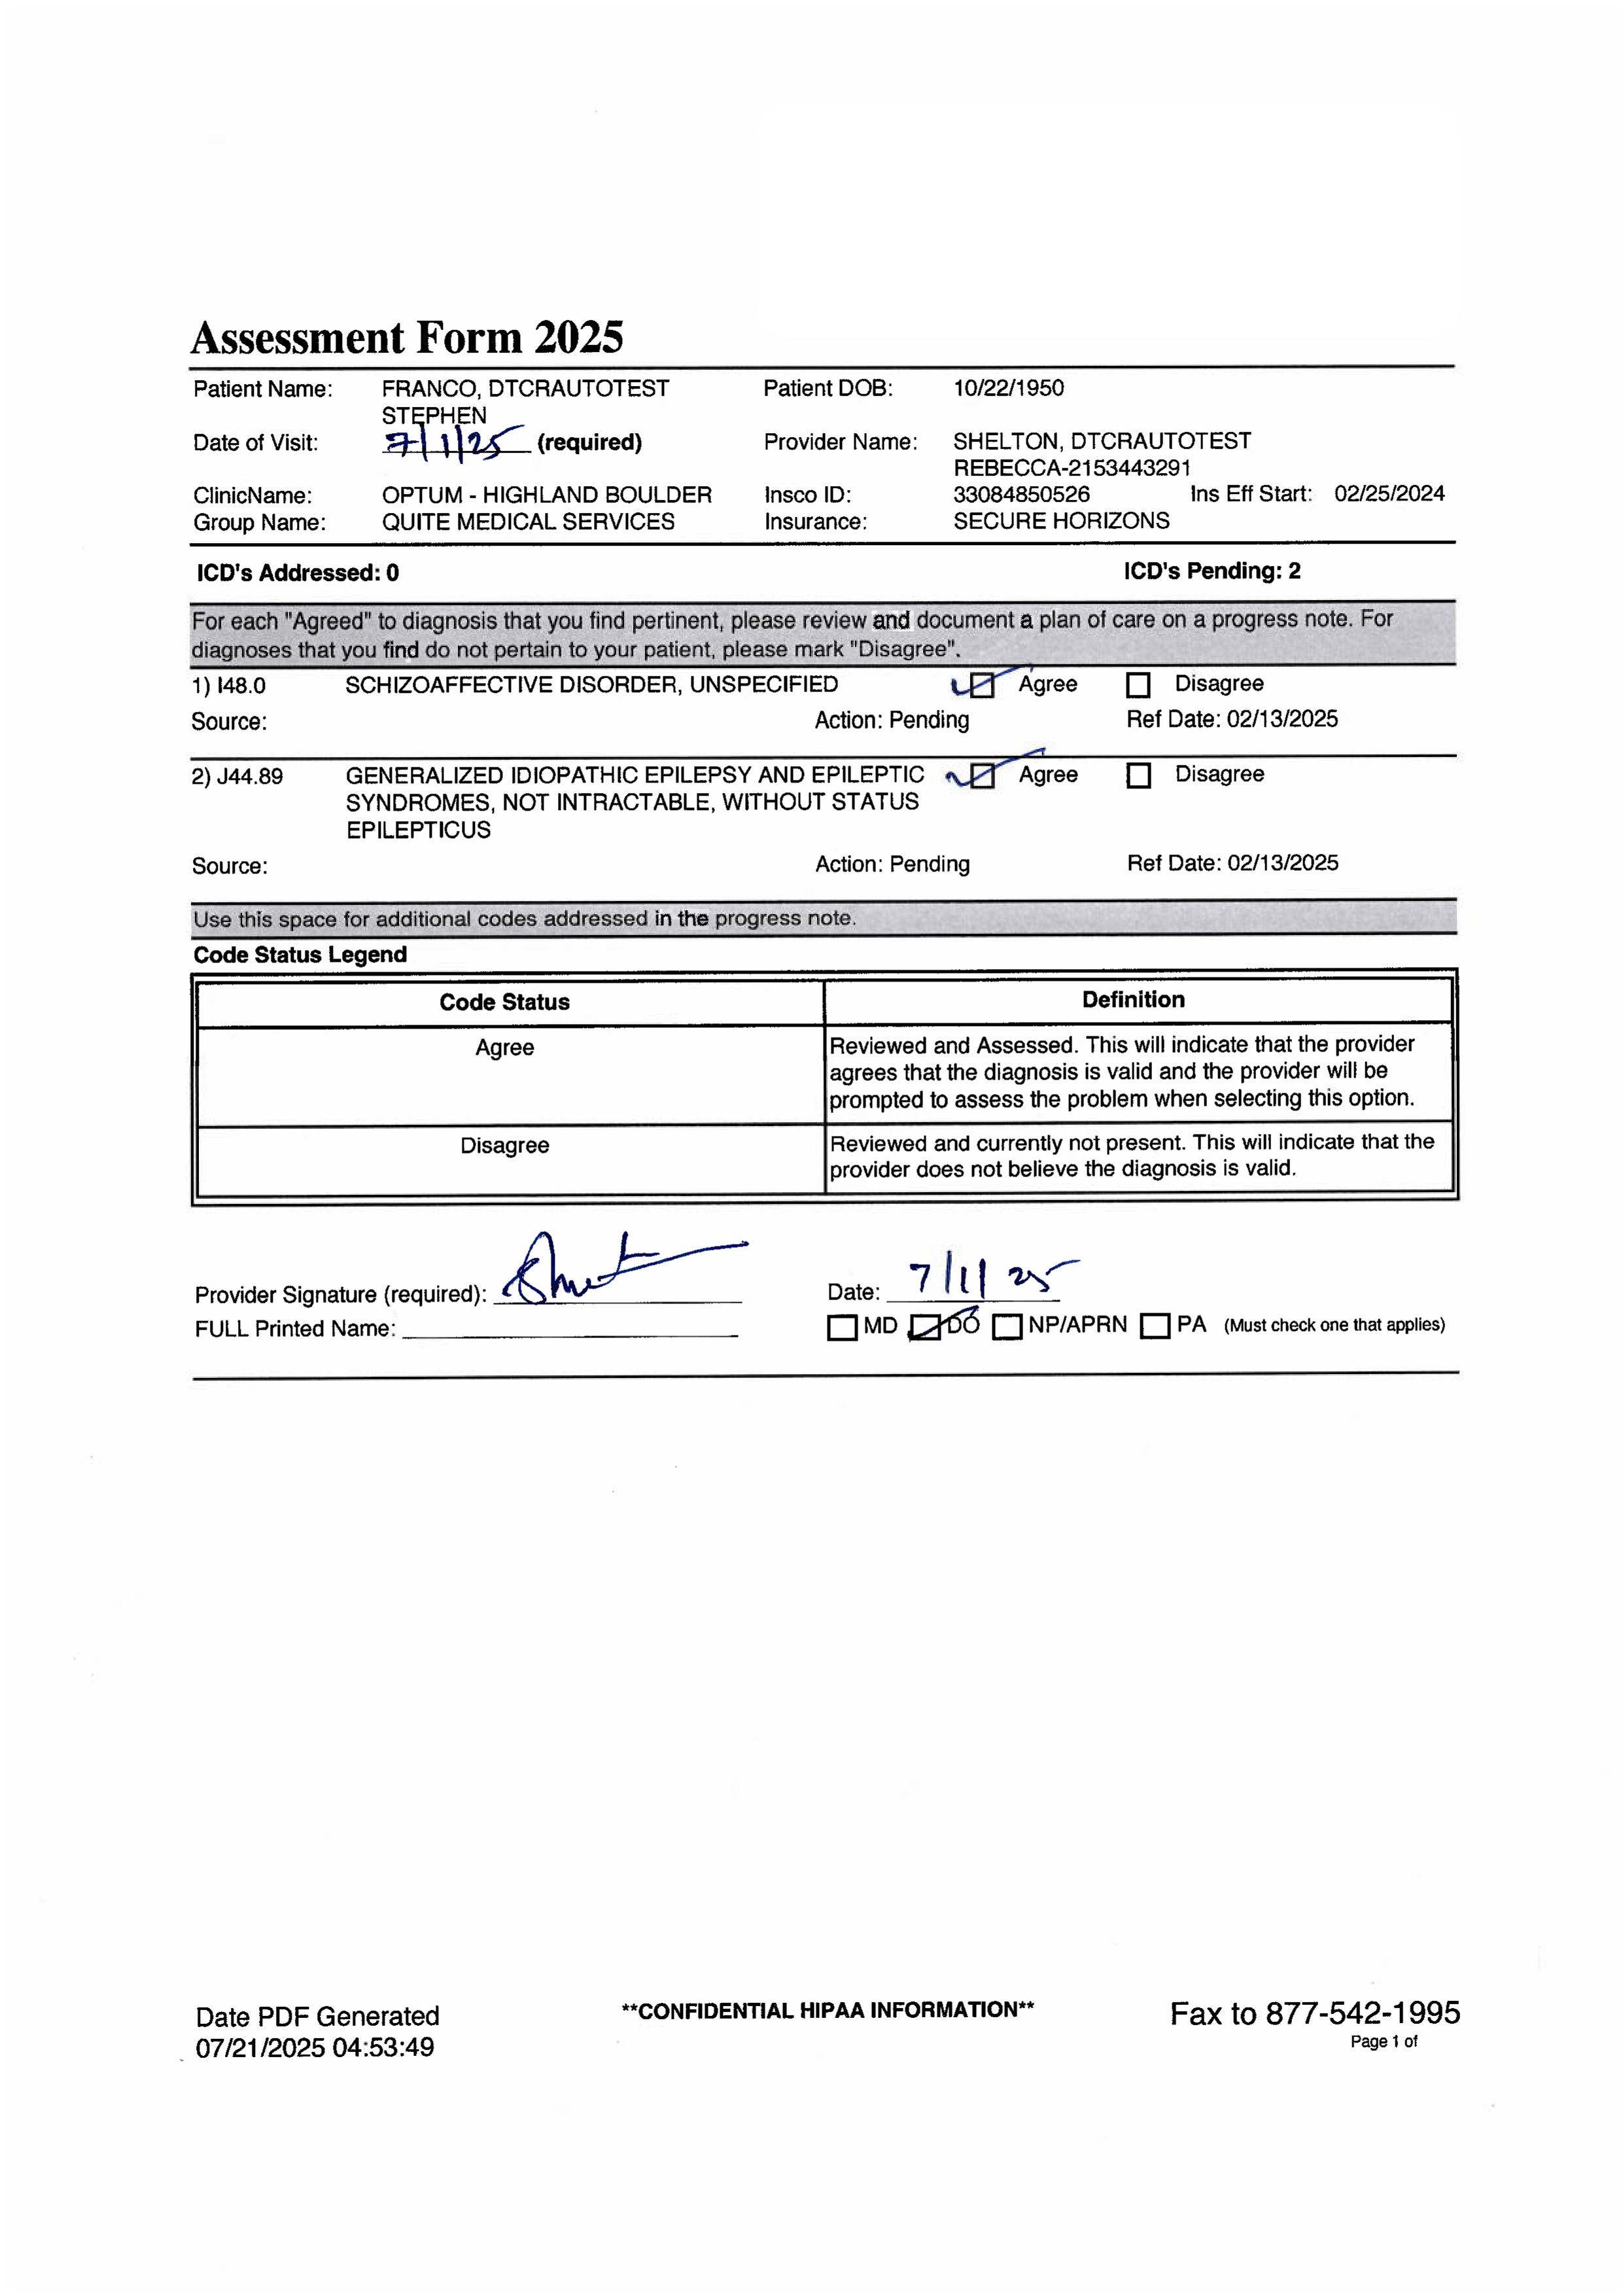 Assessment Form 2025
Patient Name: FRANCO, DTCRAUTOTEST Patient DOB: 10/22/1950
STEPHEN
Date of Visit: 7/1/25 (required) Provider Name: SHELTON, DTCRAUTOTEST
REBECCA-2153443291
ClinicName: OPTUM - HIGHLAND BOULDER Insco ID: 33084850526 Ins Eff Start: 02/25/2024
Group Name: QUITE MEDICAL SERVICES Insurance: SECURE HORIZONS
ICD's Addressed: 0 ICD's Pending: 2
For each "Agreed" to diagnosis that you find pertinent, please review and document a plan of care on a progress note. For
diagnoses that you find do not pertain to your patient, please mark "Disagree".
1) I48.0 SCHIZOAFFECTIVE DISORDER, UNSPECIFIED Agree Disagree
Source: Action: Pending Ref Date: 02/13/2025
2) J44.89 GENERALIZED IDIOPATHIC EPILEPSY AND EPILEPTIC Agree Disagree
SYNDROMES, NOT INTRACTABLE, WITHOUT STATUS
EPILEPTICUS
Source: Action: Pending Ref Date: 02/13/2025
Use this space for additional codes addressed in the progress note.
Code Status Legend
Code Status Definition
Agree Reviewed and Assessed. This will indicate that the provider
agrees that the diagnosis is valid and the provider will be
prompted to assess the problem when selecting this option.
Disagree Reviewed and currently not present. This will indicate that the
provider does not believe the diagnosis is valid.
Provider Signature (required): Date: 7/1/25
FULL Printed Name: MD DO NP/APRN PA (Must check one that applies)
Date PDF Generated **CONFIDENTIAL HIPAA INFORMATION** Fax to 877-542-1995
07/21/2025 04:53:49 Page 1 of